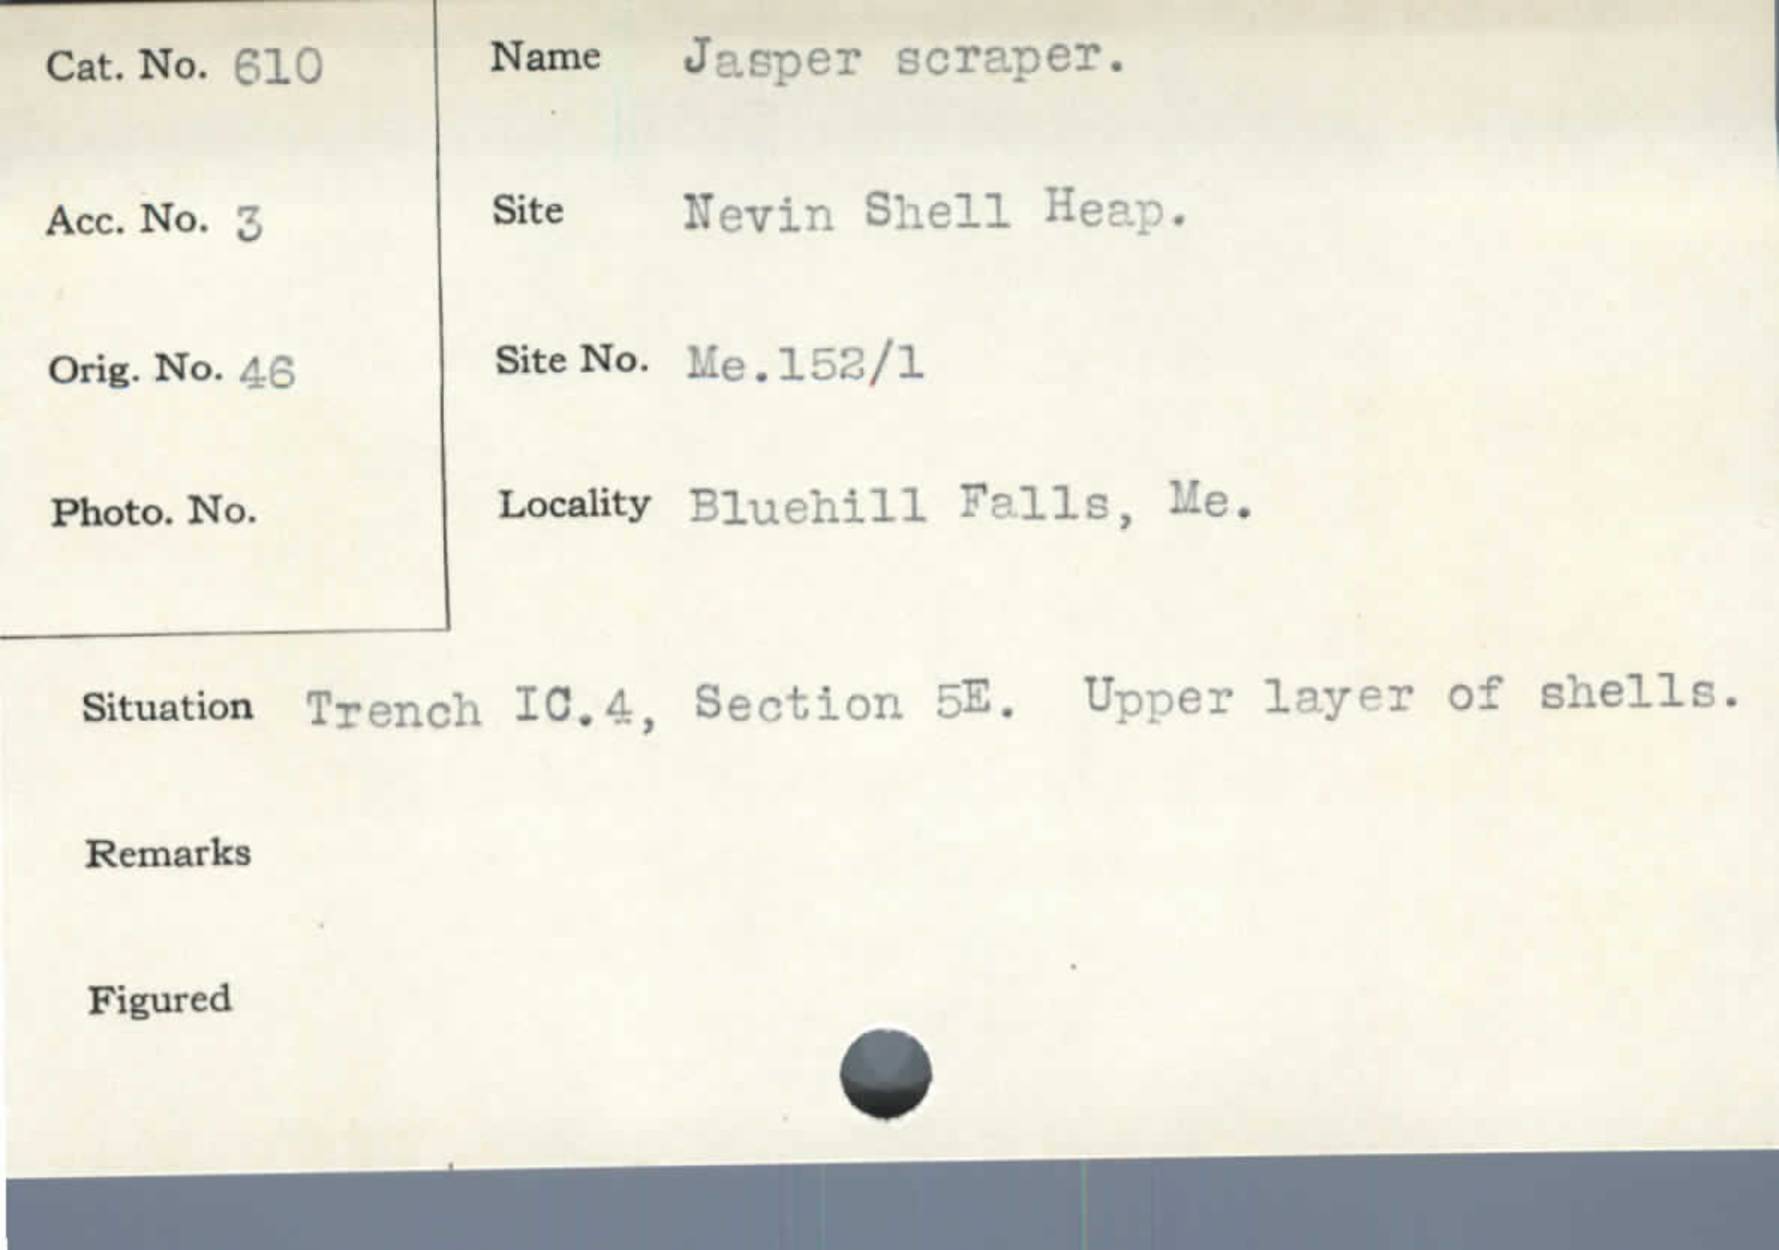 Cat. No. 610
Name Jasper scraper.
Acc. No. 3
Site Nevin Shell Heap.
Orig. No. 46
Site No. Me.152/1
Photo. No.
Locality Bluehill Falls, Me.
Situation Trench IC.4, Section 5E. Upper layer of shells.
Remarks
Figured